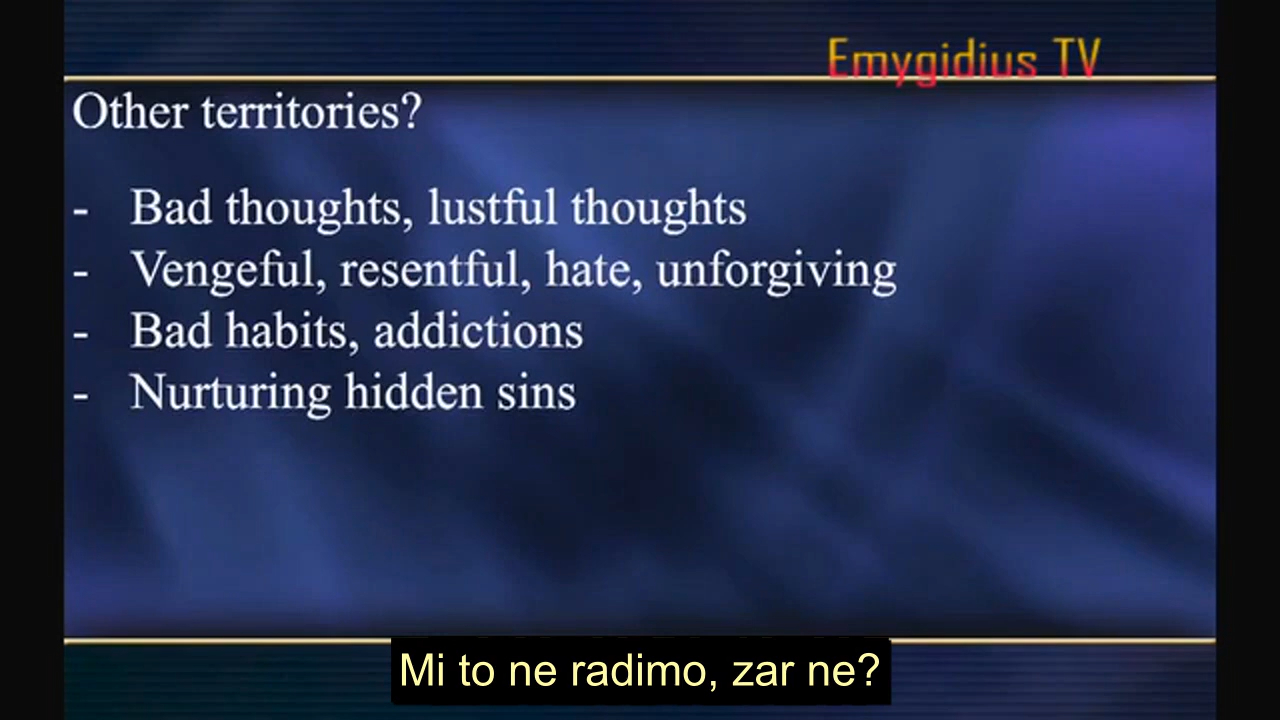 Emygidius TV
Other territories?
- Bad thoughts, lustful thoughts
- Vengeful, resentful, hate, unforgiving
- Bad habits, addictions
- Nurturing hidden sins
Mi to ne radimo, zar ne?